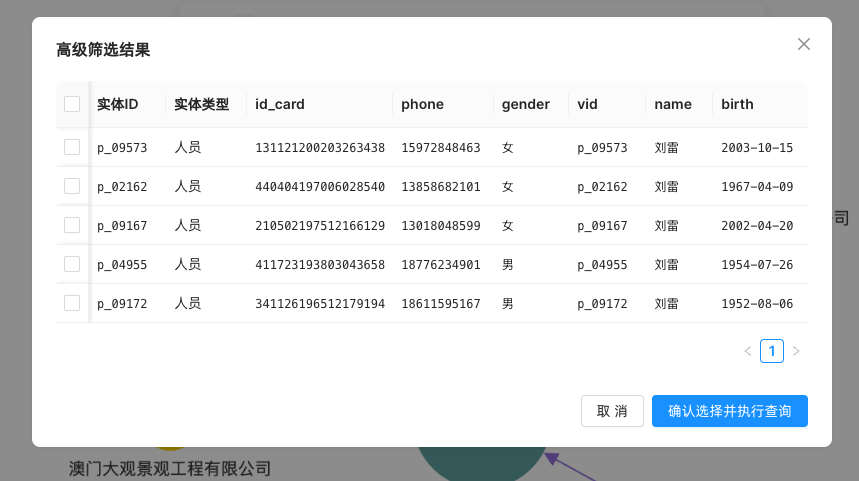 高级筛选结果
实体ID 实体类型 id_card phone gender vid name birth
p_09573 人员 131121200203263438 15972848463 女 p_09573 刘雷 2003-10-15
p_02162 人员 440404197006028540 13858682101 女 p_02162 刘雷 1967-04-09
p_09167 人员 210502197512166129 13018048599 女 p_09167 刘雷 2002-04-20
司
p_04955 人员 411723193803043658 18776234901 男 p_04955 刘雷 1954-07-26
p_09172 人员 341126196512179194 18611595167 男 p_09172 刘雷 1952-08-06
1
取 消 确认选择并执行查询
澳门大观景观工程有限公司